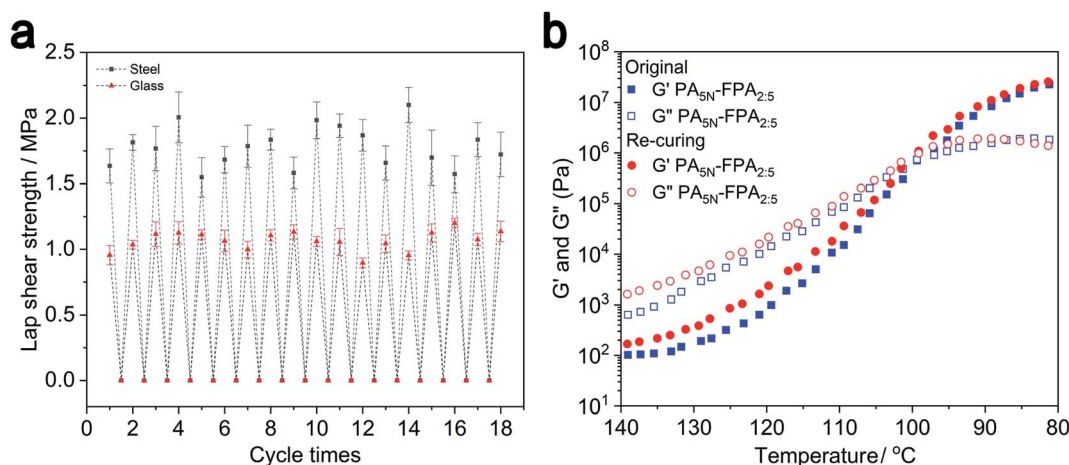 a
2.5
2.0
1.5
1.0
0.5
0.0
Lap shear strength / MPa
Steel
Glass
0 2 4 6 8 10 12 14 16 18
Cycle times
b
10⁸
10⁷
10⁶
10⁵
10⁴
10³
10²
10¹
G' and G" (Pa)
Original
G' PA₅N-FPA₂:₅
G" PA₅N-FPA₂:₅
Re-curing
G' PA₅N-FPA₂:₅
G" PA₅N-FPA₂:₅
140 130 120 110 100 90 80
Temperature/ °C